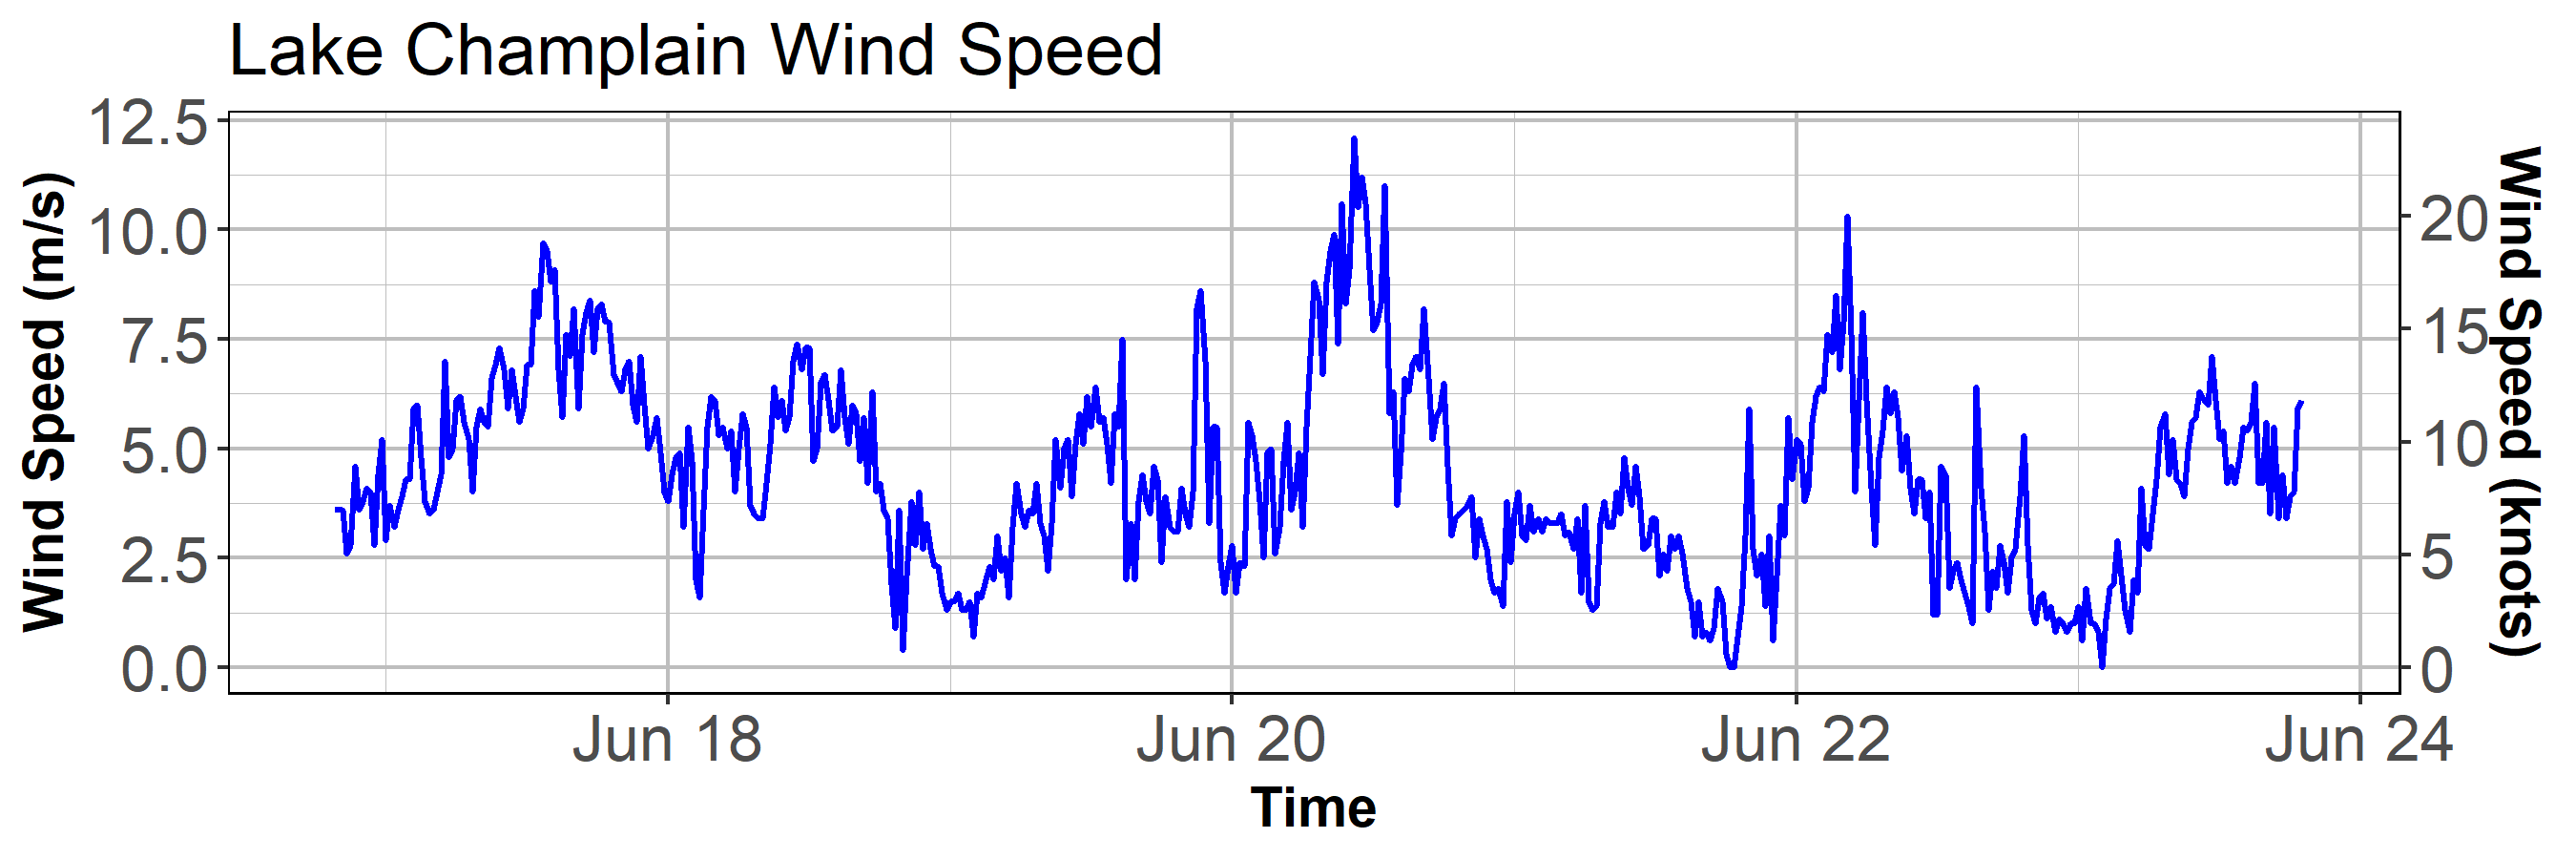 Lake Champlain Wind Speed
Wind Speed (m/s)
12.5
10.0
7.5
5.0
2.5
0.0
20
15
10
5
0
Wind Speed (knots)
Jun 18
Jun 20
Jun 22
Jun 24
Time